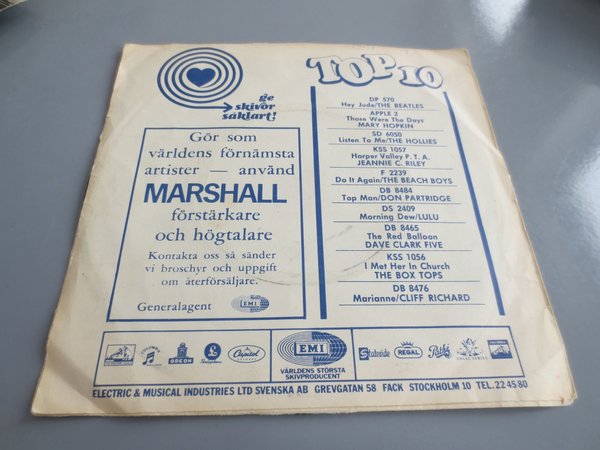 ge
skivor
såklart!
Gör som
världens förnämsta
artister — använd
MARSHALL
förstärkare
och högtalare
Kontakta oss så sänder
vi broschyr och uppgift
om återförsäljare.
Generalagent EMI
TOP 10
DP 570
Hey Jude/THE BEATLES
APPLE 2
Those Were The Days
MARY HOPKIN
SD 6050
Listen To Me/THE HOLLIES
KSS 1057
Harper Valley P. T. A.
JEANNIE C. RILEY
F 2239
Do It Again/THE BEACH BOYS
DB 8484
Top Man/DON PARTRIDGE
DS 2409
Morning Dew/LULU
DB 8465
The Red Balloon
DAVE CLARK FIVE
KSS 1056
I Met Her In Church
THE BOX TOPS
DB 8476
Marianne/CLIFF RICHARD
COLUMBIA ODEON Parlophone Capitol EMI Stateside REGAL Pathé
VÄRLDENS STÖRSTA
SKIVPRODUCENT
ELECTRIC & MUSICAL INDUSTRIES LTD SVENSKA AB GREVGATAN 58 FACK STOCKHOLM 10 TEL. 22 45 80